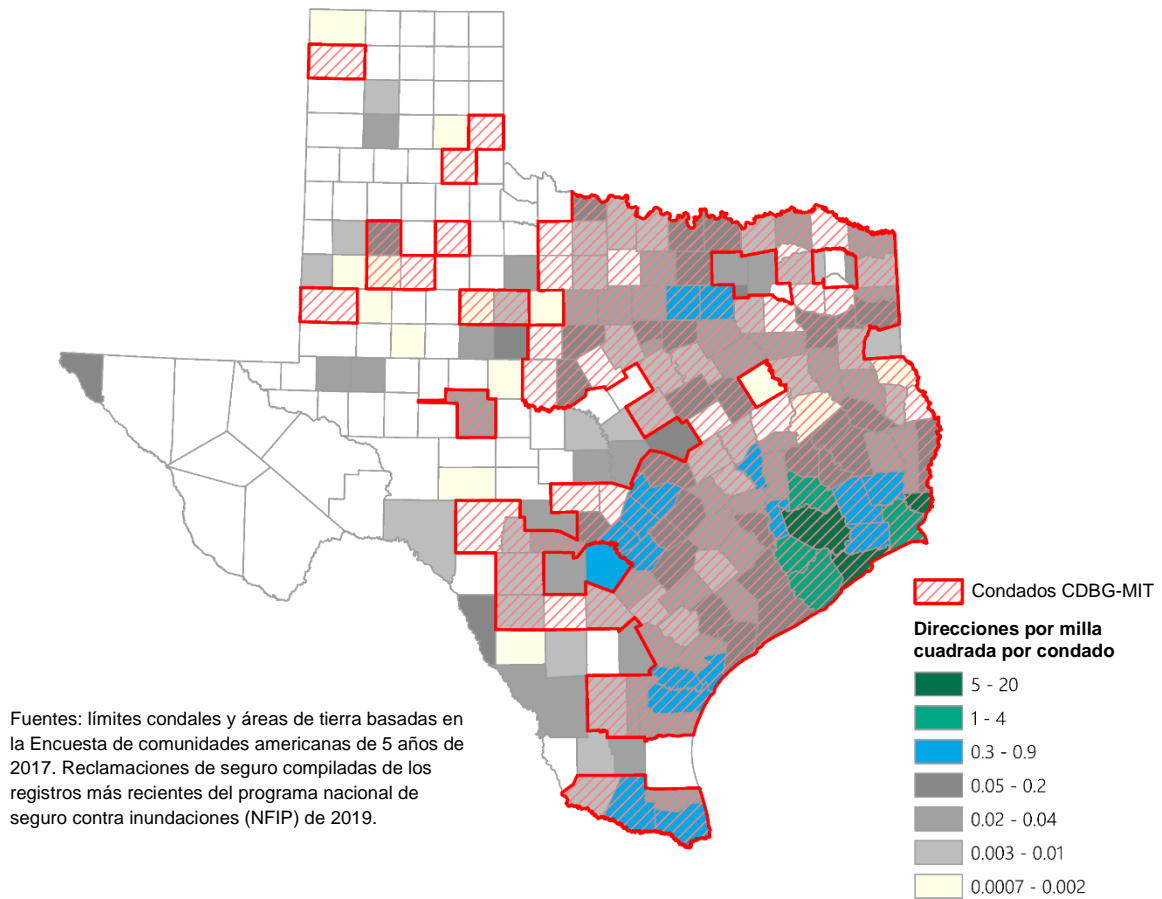 Condados CDBG-MIT
Direcciones por milla
cuadrada por condado
5 - 20
1 - 4
0.3 - 0.9
0.05 - 0.2
0.02 - 0.04
0.003 - 0.01
0.0007 - 0.002
Fuentes: límites condales y áreas de tierra basadas en
la Encuesta de comunidades americanas de 5 años de
2017. Reclamaciones de seguro compiladas de los
registros más recientes del programa nacional de
seguro contra inundaciones (NFIP) de 2019.